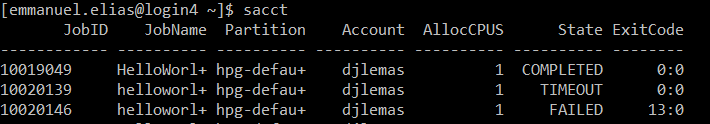 [emmanuel.elias@login4 ~]$ sacct
JobID JobName Partition Account AllocCPUS State ExitCode
------------ ---------- ---------- ---------- ---------- ---------- --------
10019049 HelloWorl+ hpg-defau+ djlemas 1 COMPLETED 0:0
10020139 helloworl+ hpg-defau+ djlemas 1 TIMEOUT 0:0
10020146 helloworl+ hpg-defau+ djlemas 1 FAILED 13:0